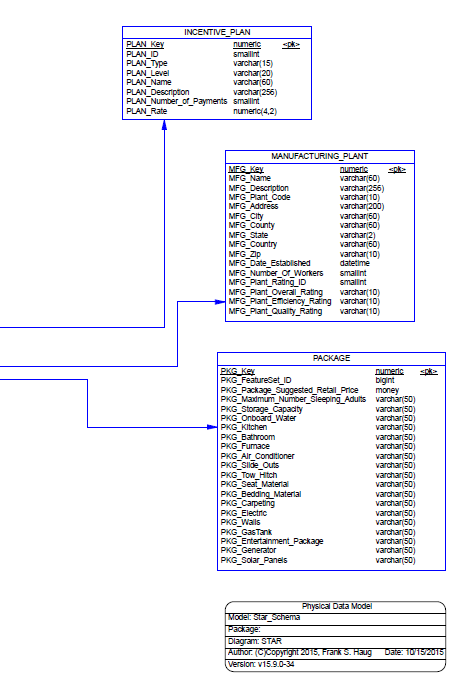 INCENTIVE_PLAN
PLAN_Key numeric <pk>
PLAN_ID smallint
PLAN_Type varchar(15)
PLAN_Level varchar(20)
PLAN_Name varchar(60)
PLAN_Description varchar(256)
PLAN_Number_of_Payments smallint
PLAN_Rate numeric(4,2)
MANUFACTURING_PLANT
MFG_Key numeric <pk>
MFG_Name varchar(60)
MFG_Description varchar(256)
MFG_Plant_Code varchar(10)
MFG_Address varchar(200)
MFG_City varchar(60)
MFG_County varchar(60)
MFG_State varchar(2)
MFG_Country varchar(60)
MFG_Zip varchar(10)
MFG_Date_Established datetime
MFG_Number_Of_Workers smallint
MFG_Plant_Rating_ID smallint
MFG_Plant_Overall_Rating varchar(10)
MFG_Plant_Efficiency_Rating varchar(10)
MFG_Plant_Quality_Rating varchar(10)
PACKAGE
PKG_Key numeric <pk>
PKG_FeatureSet_ID bigint
PKG_Package_Suggested_Retail_Price money
PKG_Maximum_Number_Sleeping_Adults varchar(50)
PKG_Storage_Capacity varchar(50)
PKG_Onboard_Water varchar(50)
PKG_Kitchen varchar(50)
PKG_Bathroom varchar(50)
PKG_Furnace varchar(50)
PKG_Air_Conditioner varchar(50)
PKG_Slide_Outs varchar(50)
PKG_Tow_Hitch varchar(50)
PKG_Seat_Material varchar(50)
PKG_Bedding_Material varchar(50)
PKG_Carpeting varchar(50)
PKG_Electric varchar(50)
PKG_Walls varchar(50)
PKG_GasTank varchar(50)
PKG_Entertainment_Package varchar(50)
PKG_Generator varchar(50)
PKG_Solar_Panels varchar(50)
Physical Data Model
Model: Star_Schema
Package:
Diagram: STAR
Author: (C)Copyright 2015, Frank S. Haug Date: 10/15/2015
Version: v15.9.0-34